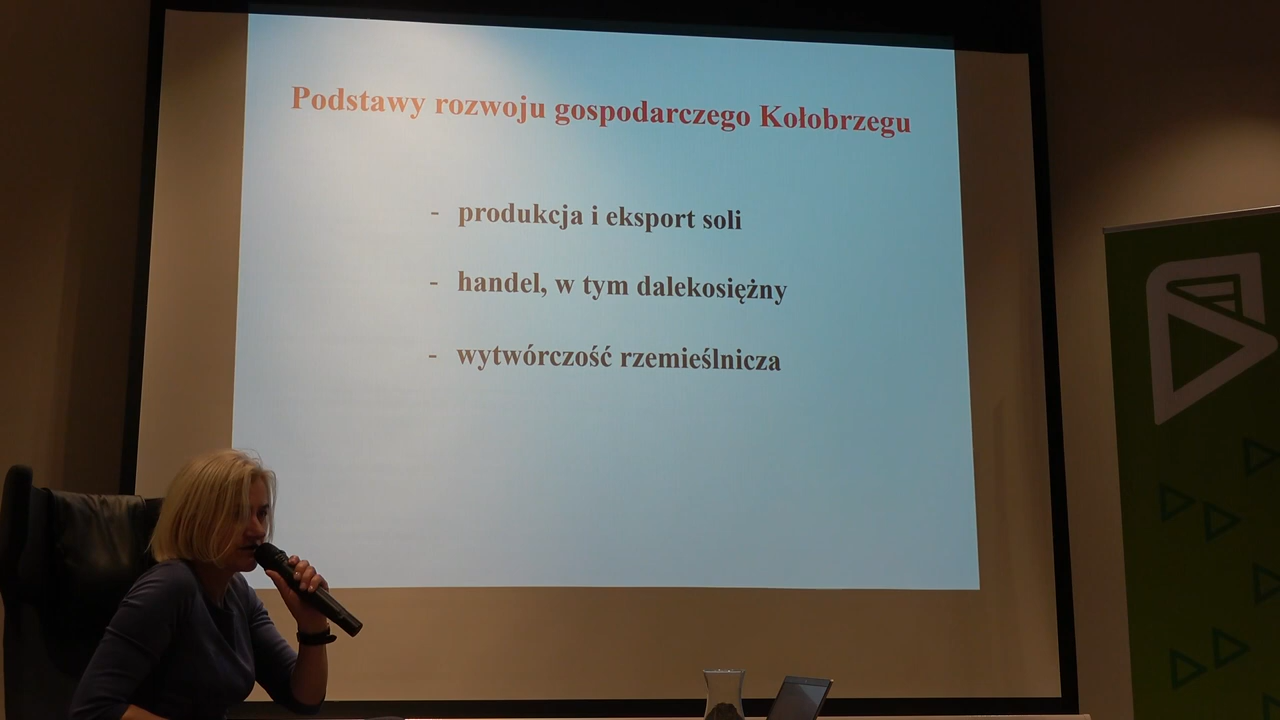 Podstawy rozwoju gospodarczego Kołobrzegu
- produkcja i eksport soli
- handel, w tym dalekosiężny
- wytwórczość rzemieślnicza